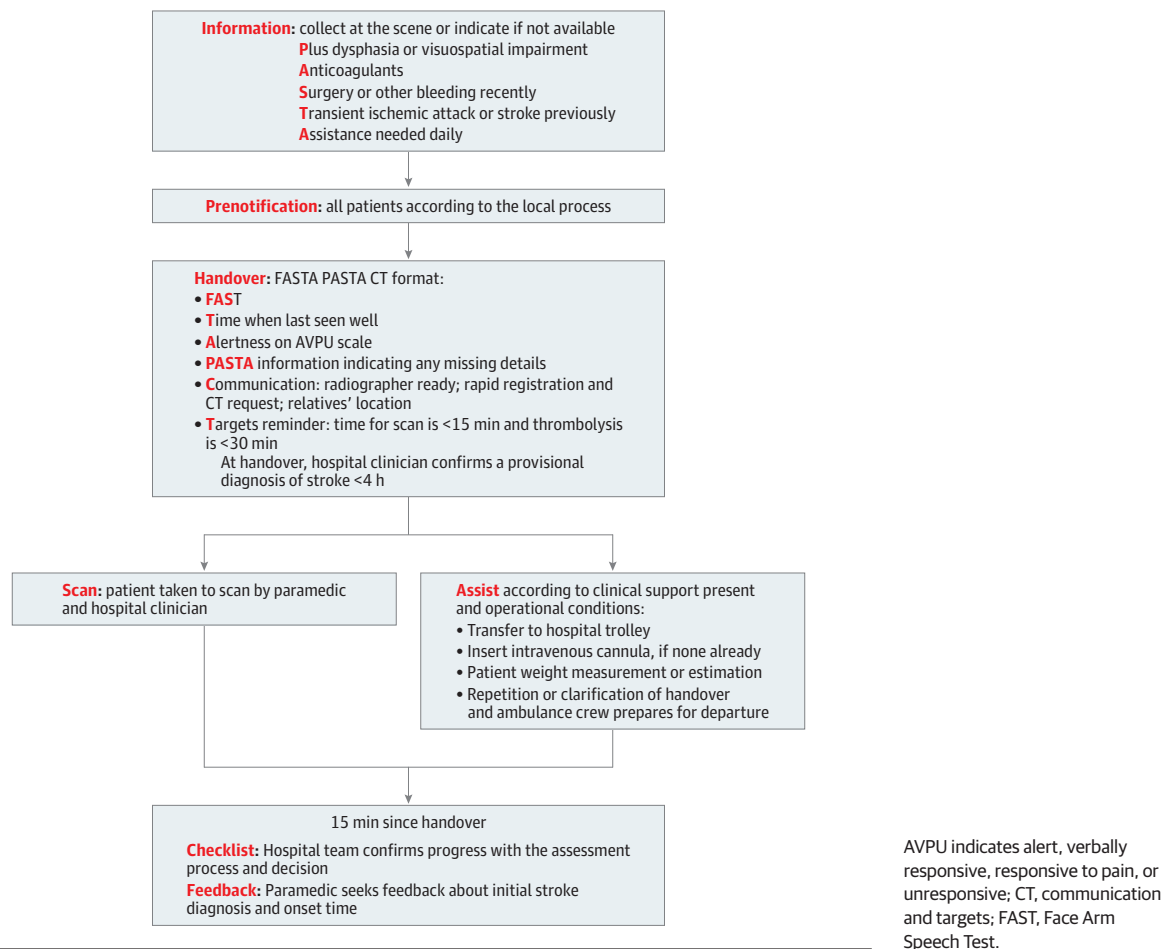 Information: collect at the scene or indicate if not available
Plus dysphasia or visuospatial impairment
Anticoagulants
Surgery or other bleeding recently
Transient ischemic attack or stroke previously
Assistance needed daily
Prenotification: all patients according to the local process
Handover: FASTA PASTA CT format:
• FAST
• Time when last seen well
• Alertness on AVPU scale
• PASTA information indicating any missing details
• Communication: radiographer ready; rapid registration and
CT request; relatives' location
• Targets reminder: time for scan is <15 min and thrombolysis
is <30 min
At handover, hospital clinician confirms a provisional
diagnosis of stroke <4 h
Scan: patient taken to scan by paramedic
and hospital clinician
Assist according to clinical support present
and operational conditions:
• Transfer to hospital trolley
• Insert intravenous cannula, if none already
• Patient weight measurement or estimation
• Repetition or clarification of handover
and ambulance crew prepares for departure
15 min since handover
Checklist: Hospital team confirms progress with the assessment
process and decision
Feedback: Paramedic seeks feedback about initial stroke
diagnosis and onset time
AVPU indicates alert, verbally
responsive, responsive to pain, or
unresponsive; CT, communication
and targets; FAST, Face Arm
Speech Test.